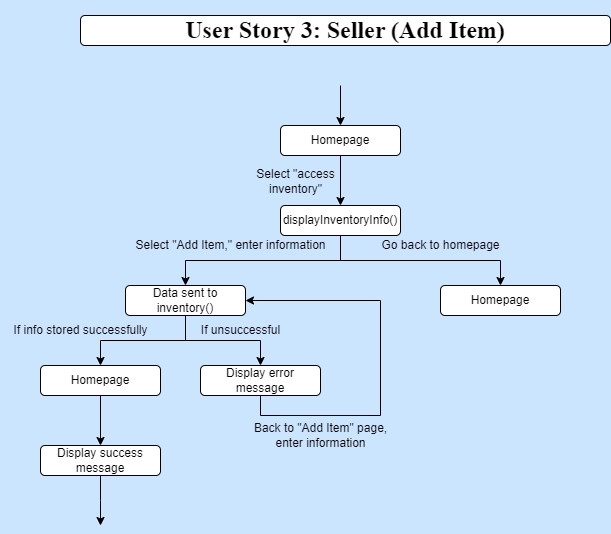 User Story 3: Seller (Add Item)
Homepage
Select "access
inventory"
displayInventoryInfo()
Select "Add Item," enter information
Go back to homepage
Data sent to
inventory()
Homepage
If info stored successfully
If unsuccessful
Homepage
Display error
message
Back to "Add Item" page,
enter information
Display success
message